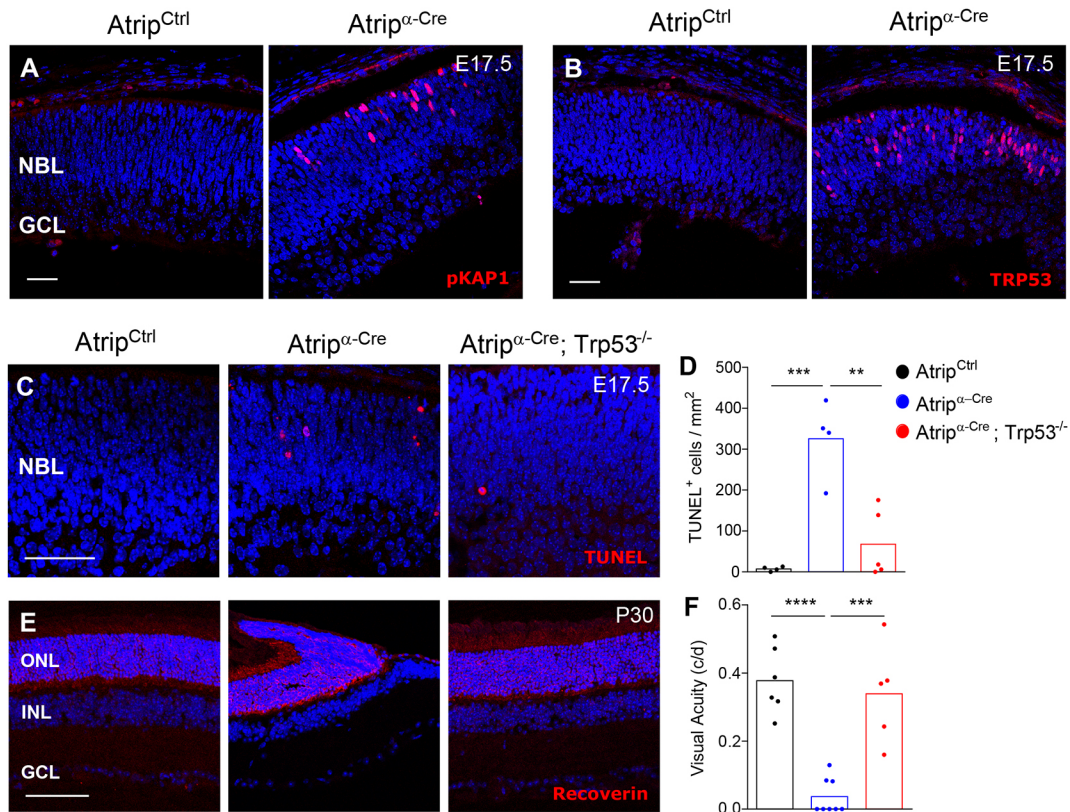 Atrip^Ctrl Atrip^α-Cre Atrip^Ctrl Atrip^α-Cre
A E17.5 B E17.5
NBL
GCL
pKAP1 TRP53
Atrip^Ctrl Atrip^α-Cre Atrip^α-Cre; Trp53^-/-
C E17.5
NBL
TUNEL
D
TUNEL⁺ cells / mm²
500
400
300
200
100
0
*** **
Atrip^Ctrl
Atrip^α–Cre
Atrip^α-Cre ; Trp53^-/-
E P30
ONL
INL
GCL
Recoverin
F
Visual Acuity (c/d)
0.6
0.4
0.2
0.0
**** ***